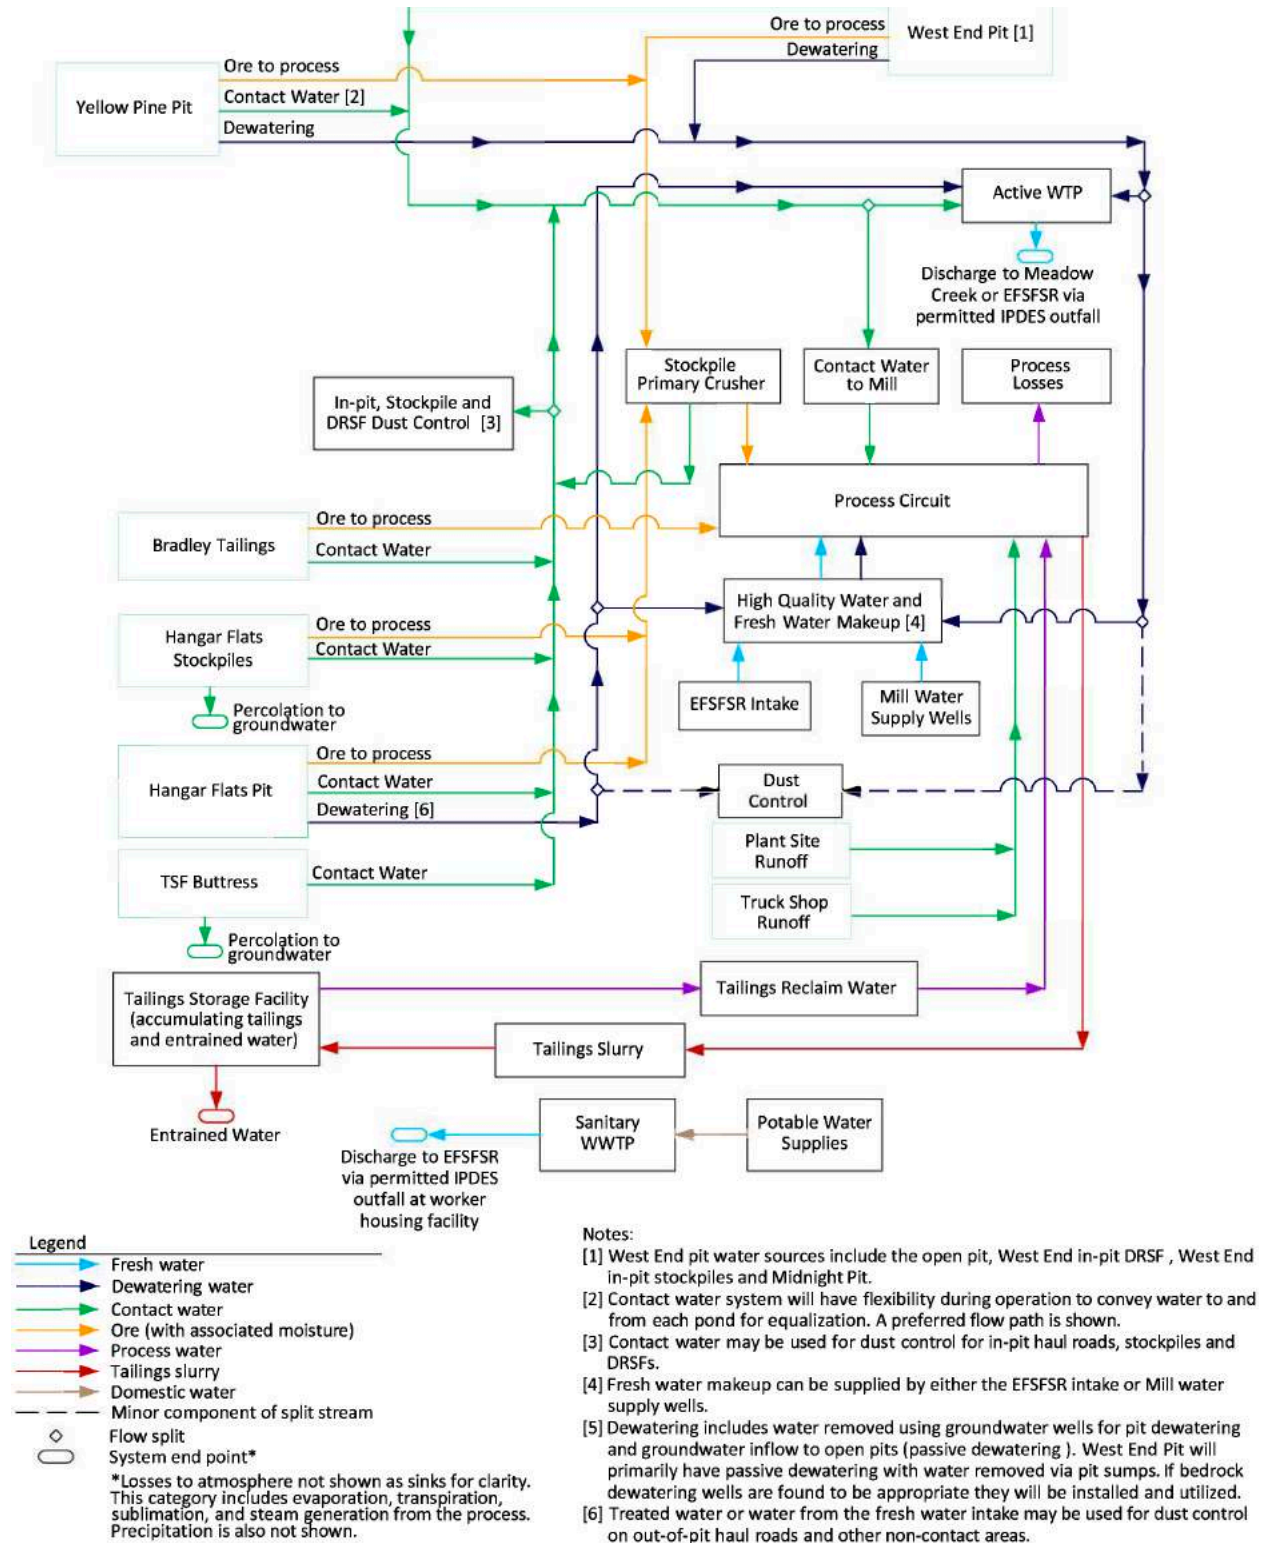 Ore to process
West End Pit [1]
Dewatering
Ore to process
Yellow Pine Pit
Contact Water [2]
Dewatering
Active WTP
Discharge to Meadow
Creek or EFSFSR via
permitted IPDES outfall
Stockpile
Primary Crusher
Contact Water
to Mill
Process
Losses
In-pit, Stockpile and
DRSF Dust Control [3]
Process Circuit
Ore to process
Bradley Tailings
Contact Water
High Quality Water and
Fresh Water Makeup [4]
Ore to process
Hangar Flats
Stockpiles
Contact Water
EFSFSR Intake
Mill Water
Supply Wells
Percolation to
groundwater
Ore to process
Hangar Flats Pit
Contact Water
Dewatering [6]
Dust
Control
Plant Site
Runoff
TSF Buttress
Contact Water
Truck Shop
Runoff
Percolation to
groundwater
Tailings Storage Facility
(accumulating tailings
and entrained water)
Tailings Reclaim Water
Tailings Slurry
Entrained Water
Sanitary
WWTP
Potable Water
Supplies
Discharge to EFSFSR
via permitted IPDES
outfall at worker
housing facility
Legend
Fresh water
Dewatering water
Contact water
Ore (with associated moisture)
Process water
Tailings slurry
Domestic water
Minor component of split stream
Flow split
System end point*
*Losses to atmosphere not shown as sinks for clarity.
This category includes evaporation, transpiration,
sublimation, and steam generation from the process.
Precipitation is also not shown.
Notes:
[1] West End pit water sources include the open pit, West End in-pit DRSF , West End
in-pit stockpiles and Midnight Pit.
[2] Contact water system will have flexibility during operation to convey water to and
from each pond for equalization. A preferred flow path is shown.
[3] Contact water may be used for dust control for in-pit haul roads, stockpiles and
DRSFs.
[4] Fresh water makeup can be supplied by either the EFSFSR intake or Mill water
supply wells.
[5] Dewatering includes water removed using groundwater wells for pit dewatering
and groundwater inflow to open pits (passive dewatering ). West End Pit will
primarily have passive dewatering with water removed via pit sumps. If bedrock
dewatering wells are found to be appropriate they will be installed and utilized.
[6] Treated water or water from the fresh water intake may be used for dust control
on out-of-pit haul roads and other non-contact areas.